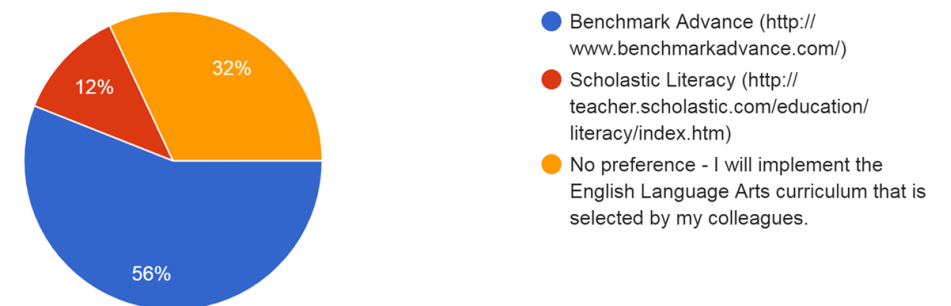 32%
12%
56%
Benchmark Advance (http://
www.benchmarkadvance.com/)
Scholastic Literacy (http://
teacher.scholastic.com/education/
literacy/index.htm)
No preference - I will implement the
English Language Arts curriculum that is
selected by my colleagues.